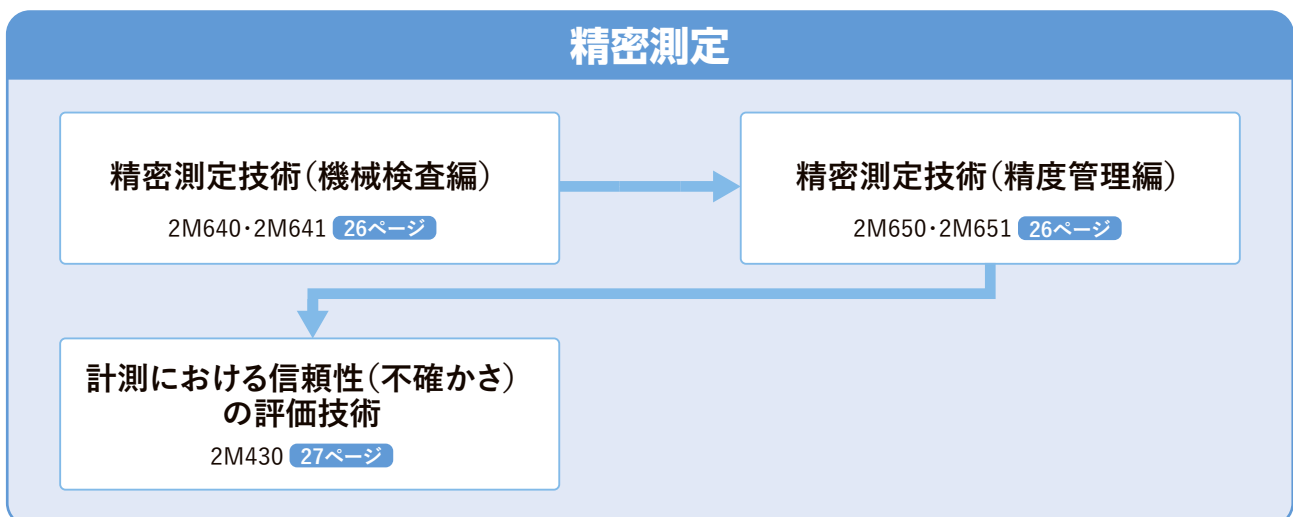 精密測定
精密測定技術(機械検査編)
2M640・2M641 26ページ
精密測定技術(精度管理編)
2M650・2M651 26ページ
計測における信頼性(不確かさ)
の評価技術
2M430 27ページ